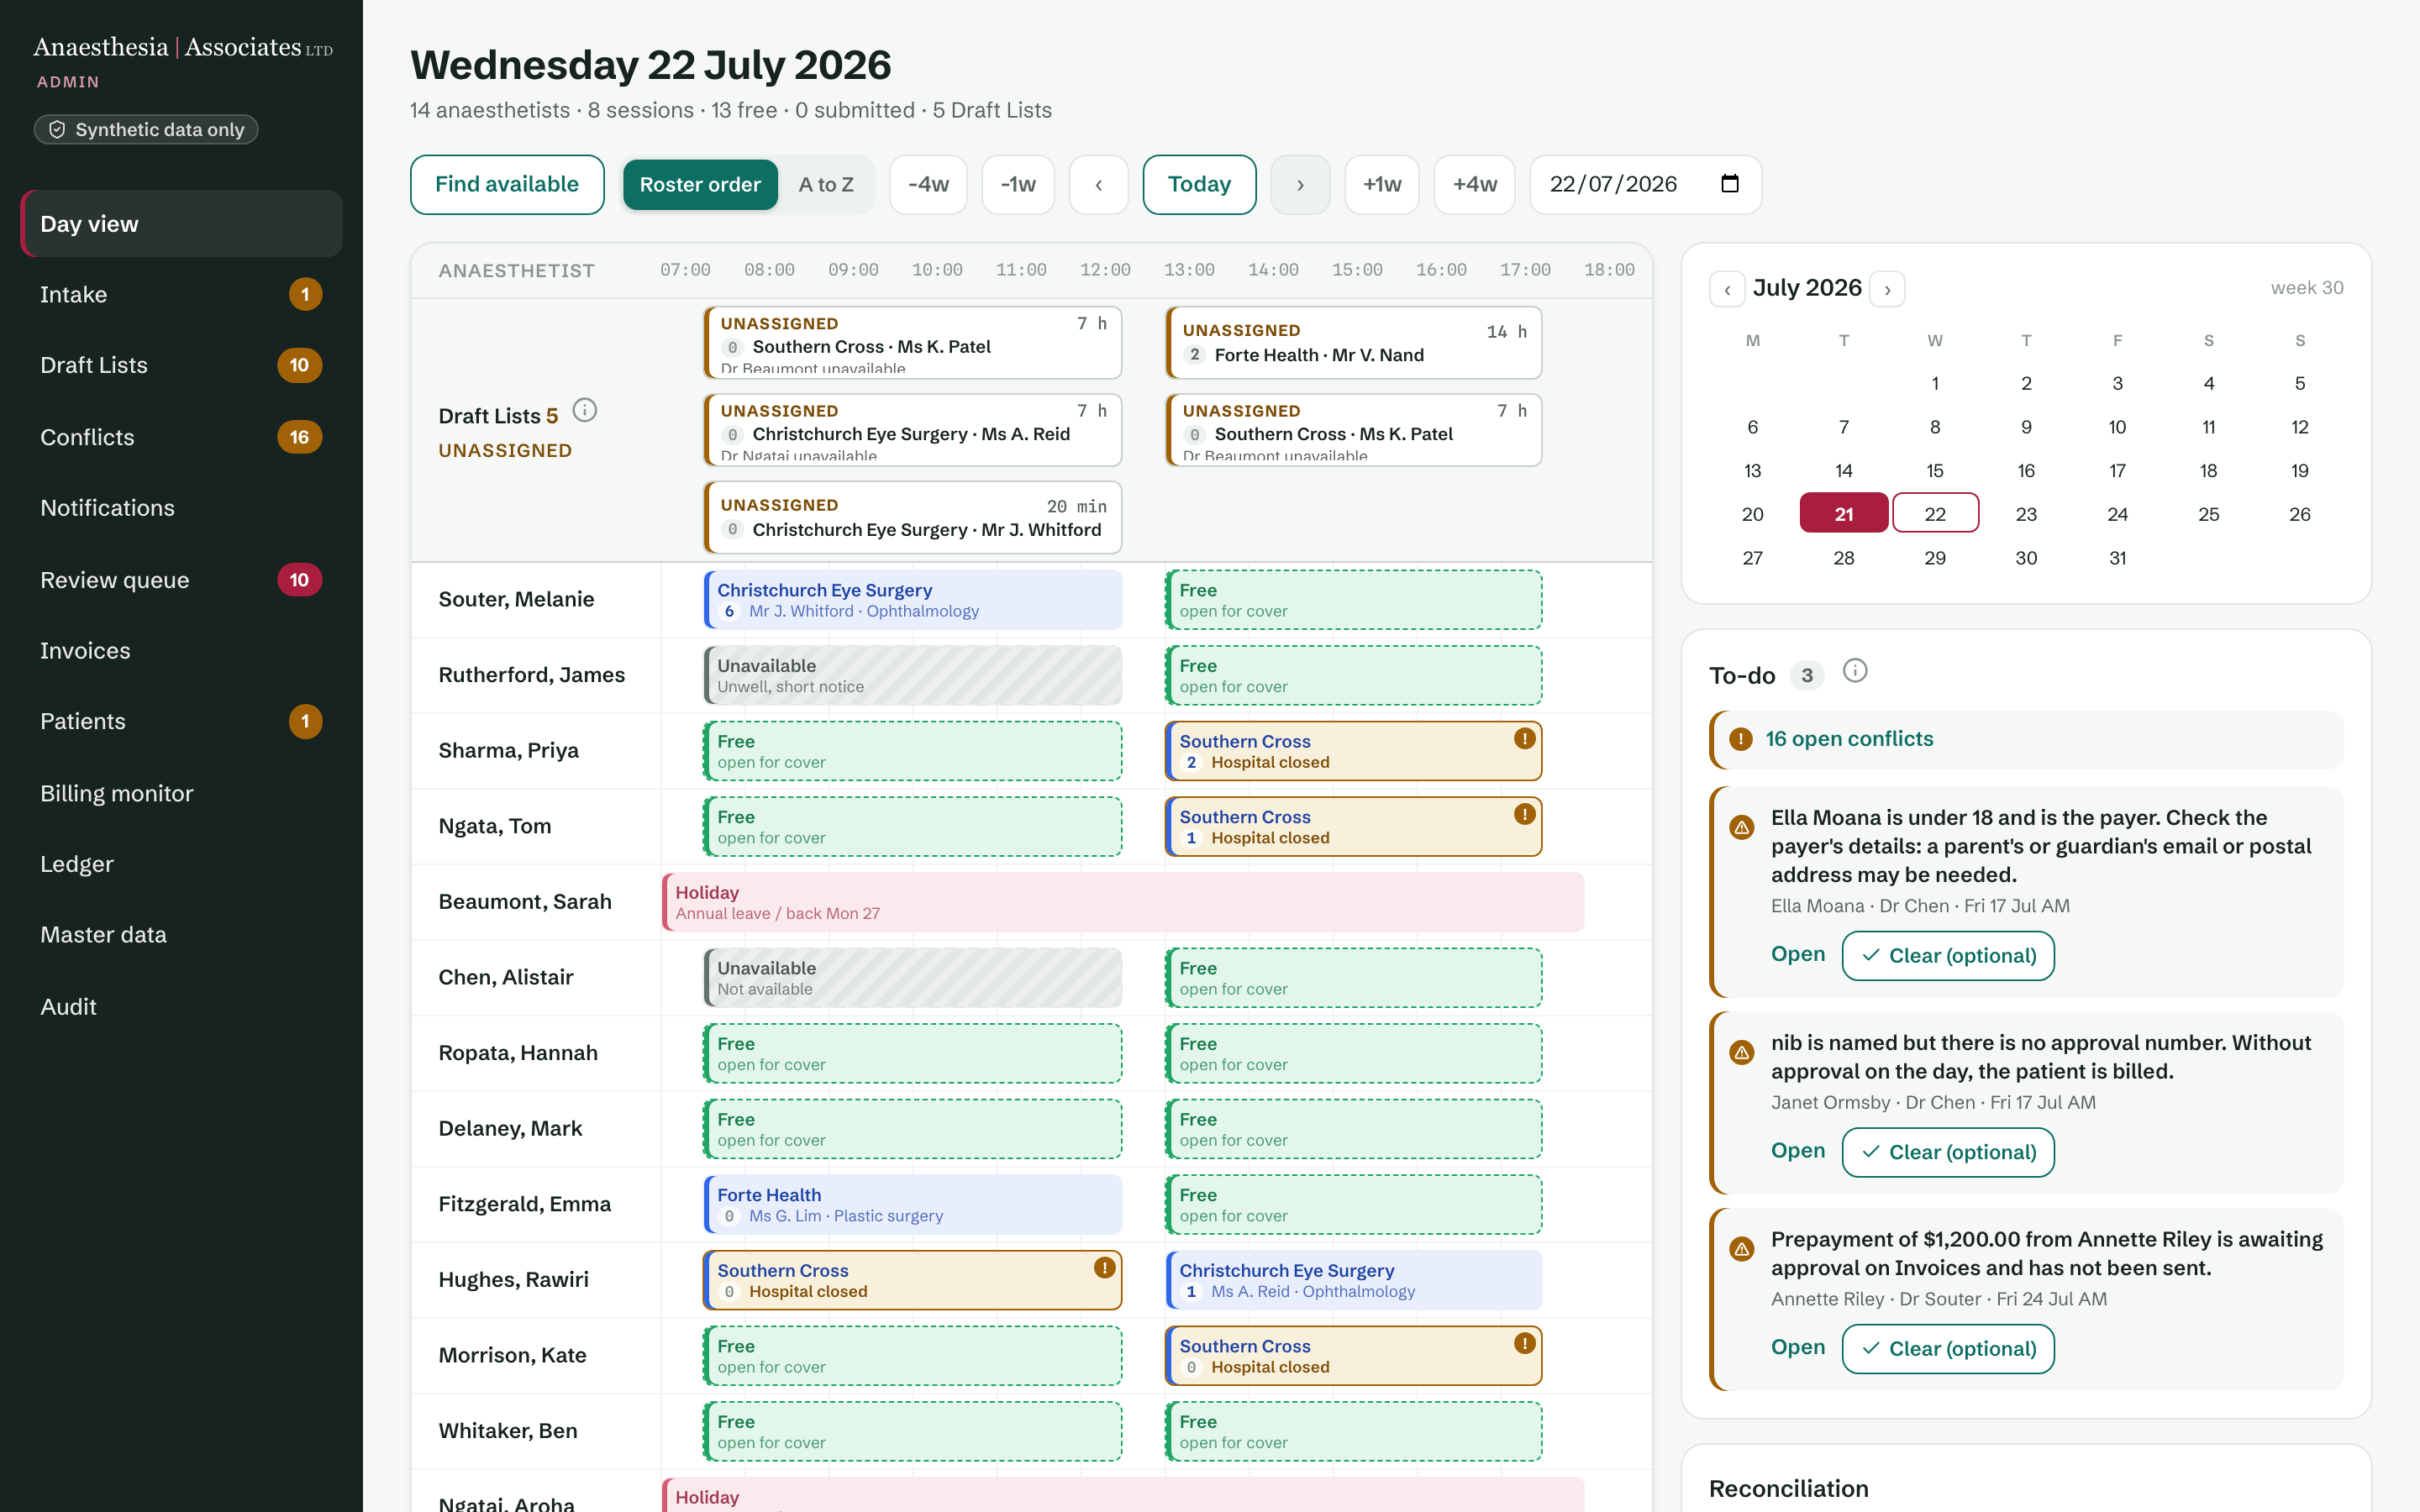 Anaesthesia | Associates LTD
ADMIN
Synthetic data only
Day view
Intake 1
Draft Lists 10
Conflicts 16
Notifications
Review queue 10
Invoices
Patients 1
Billing monitor
Ledger
Master data
Audit
Wednesday 22 July 2026
14 anaesthetists · 8 sessions · 13 free · 0 submitted · 5 Draft Lists
Find available Roster order A to Z -4w -1w ‹ Today › +1w +4w 22/07/2026
ANAESTHETIST 07:00 08:00 09:00 10:00 11:00 12:00 13:00 14:00 15:00 16:00 17:00 18:00
Draft Lists 5
UNASSIGNED
UNASSIGNED 7 h
0 Southern Cross · Ms K. Patel
Dr Beaumont unavailable
UNASSIGNED 14 h
2 Forte Health · Mr V. Nand
UNASSIGNED 7 h
0 Christchurch Eye Surgery · Ms A. Reid
Dr Ngatai unavailable
UNASSIGNED 7 h
0 Southern Cross · Ms K. Patel
Dr Beaumont unavailable
UNASSIGNED 20 min
0 Christchurch Eye Surgery · Mr J. Whitford
Souter, Melanie
Christchurch Eye Surgery
6 Mr J. Whitford · Ophthalmology
Free
open for cover
Rutherford, James
Unavailable
Unwell, short notice
Free
open for cover
Sharma, Priya
Free
open for cover
Southern Cross
2 Hospital closed
Ngata, Tom
Free
open for cover
Southern Cross
1 Hospital closed
Beaumont, Sarah
Holiday
Annual leave / back Mon 27
Chen, Alistair
Unavailable
Not available
Free
open for cover
Ropata, Hannah
Free
open for cover
Free
open for cover
Delaney, Mark
Free
open for cover
Free
open for cover
Fitzgerald, Emma
Forte Health
0 Ms G. Lim · Plastic surgery
Free
open for cover
Hughes, Rawiri
Southern Cross
0 Hospital closed
Christchurch Eye Surgery
1 Ms A. Reid · Ophthalmology
Morrison, Kate
Free
open for cover
Southern Cross
0 Hospital closed
Whitaker, Ben
Free
open for cover
Free
open for cover
Ngatai, Aroha
Holiday
‹ July 2026 › week 30
M T W T F S S
1 2 3 4 5
6 7 8 9 10 11 12
13 14 15 16 17 18 19
20 21 22 23 24 25 26
27 28 29 30 31
To-do 3
16 open conflicts
Ella Moana is under 18 and is the payer. Check the
payer's details: a parent's or guardian's email or postal
address may be needed.
Ella Moana · Dr Chen · Fri 17 Jul AM
Open Clear (optional)
nib is named but there is no approval number. Without
approval on the day, the patient is billed.
Janet Ormsby · Dr Chen · Fri 17 Jul AM
Open Clear (optional)
Prepayment of $1,200.00 from Annette Riley is awaiting
approval on Invoices and has not been sent.
Annette Riley · Dr Souter · Fri 24 Jul AM
Open Clear (optional)
Reconciliation